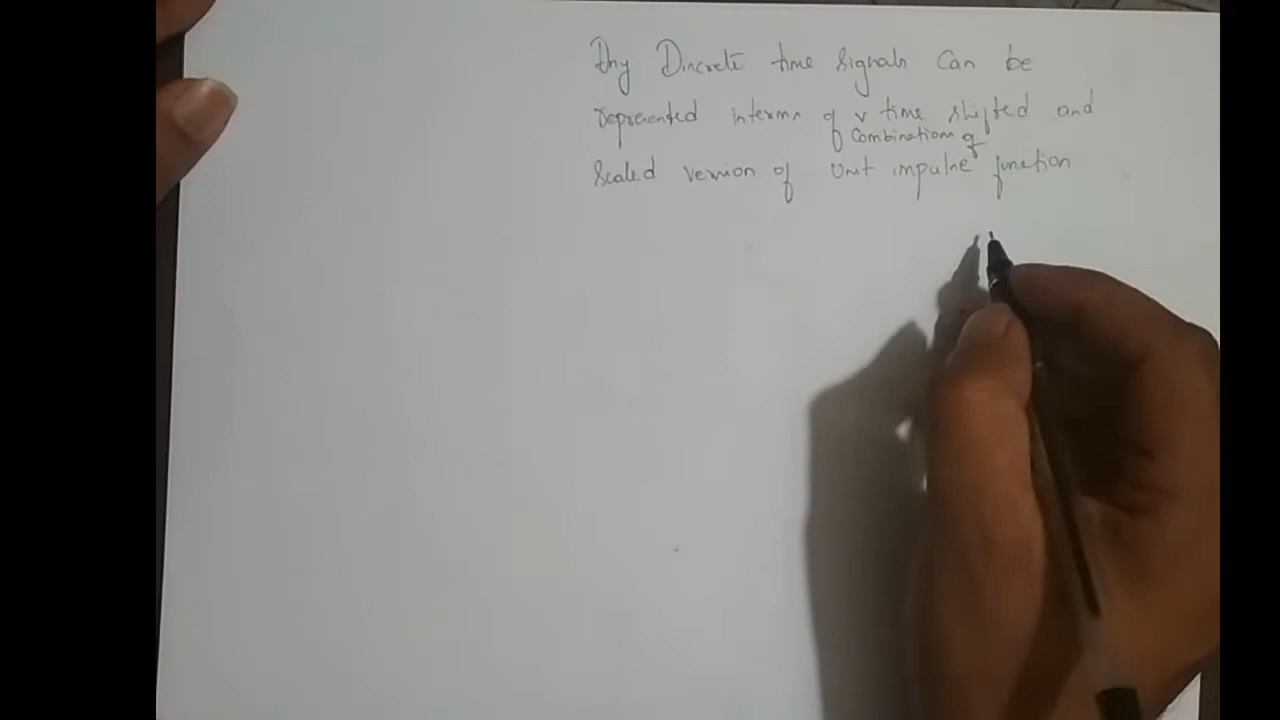 Any Discrete time signals can be
represented interms of v time shifted and
combination of
scaled version of Unit impulse function